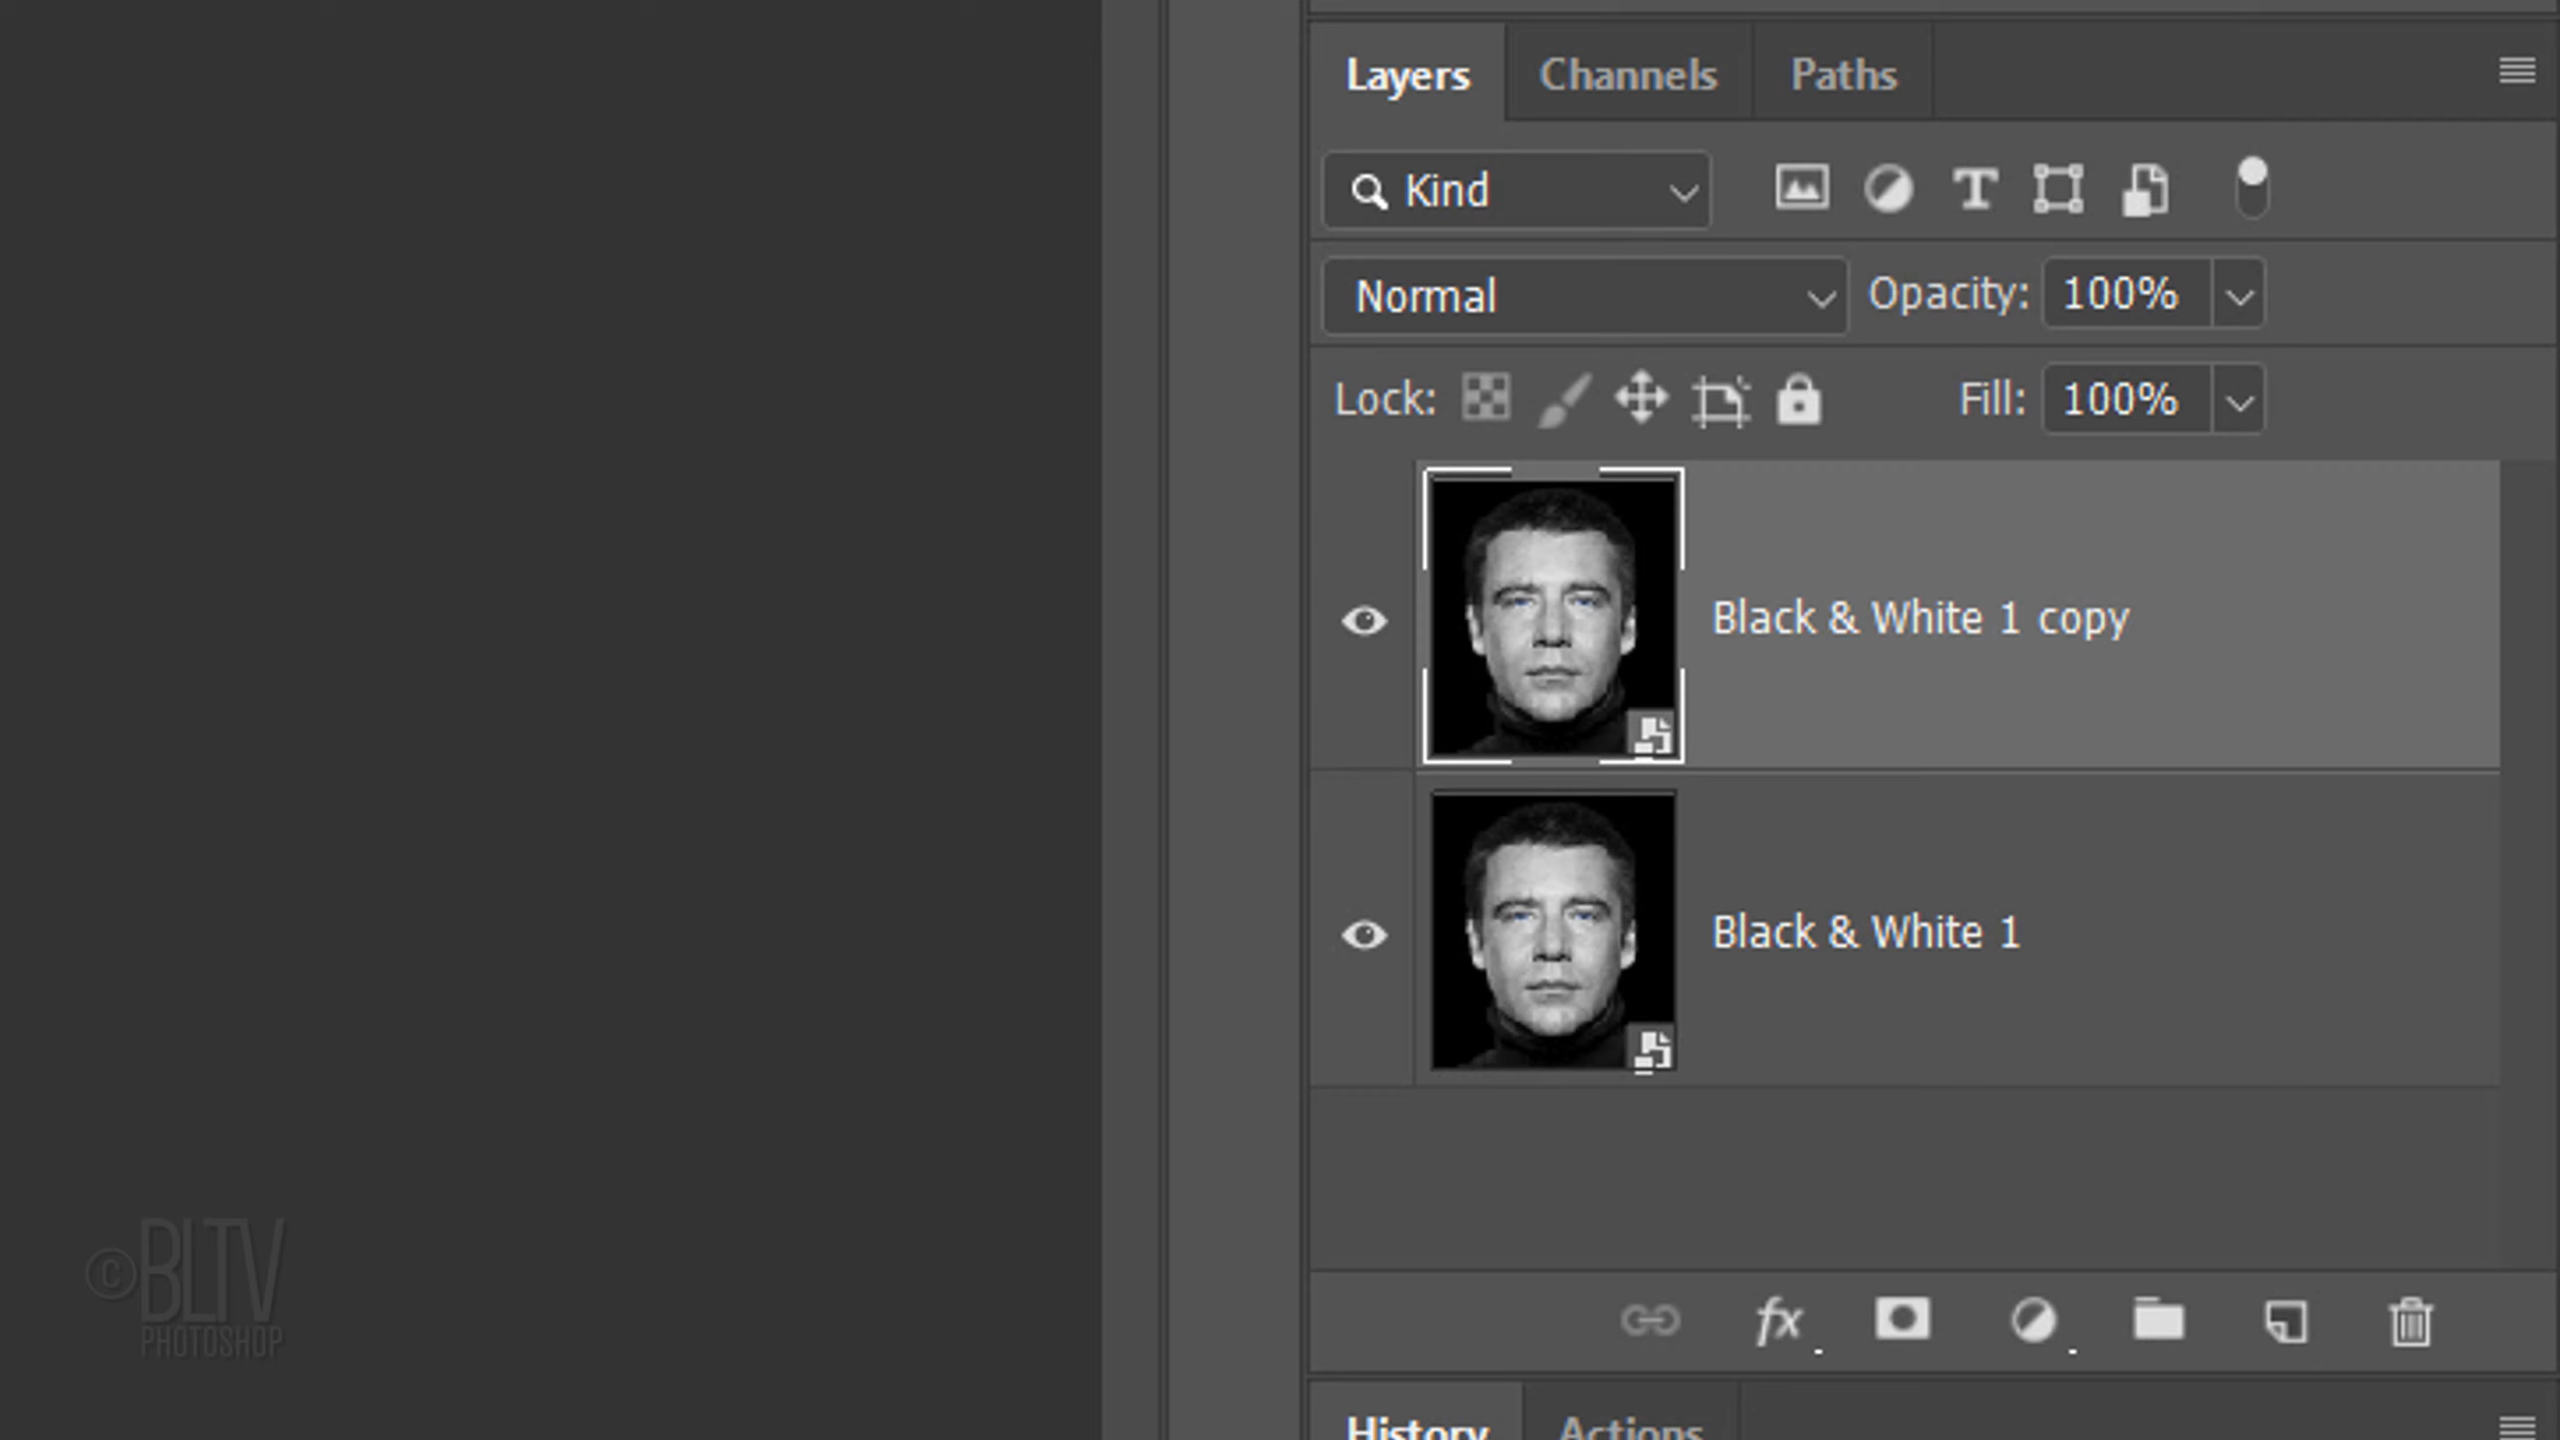 Layers Channels Paths
Kind
Normal Opacity: 100%
Lock: Fill: 100%
Black & White 1 copy
Black & White 1
fx
©BLTV
PHOTOSHOP
History Actions